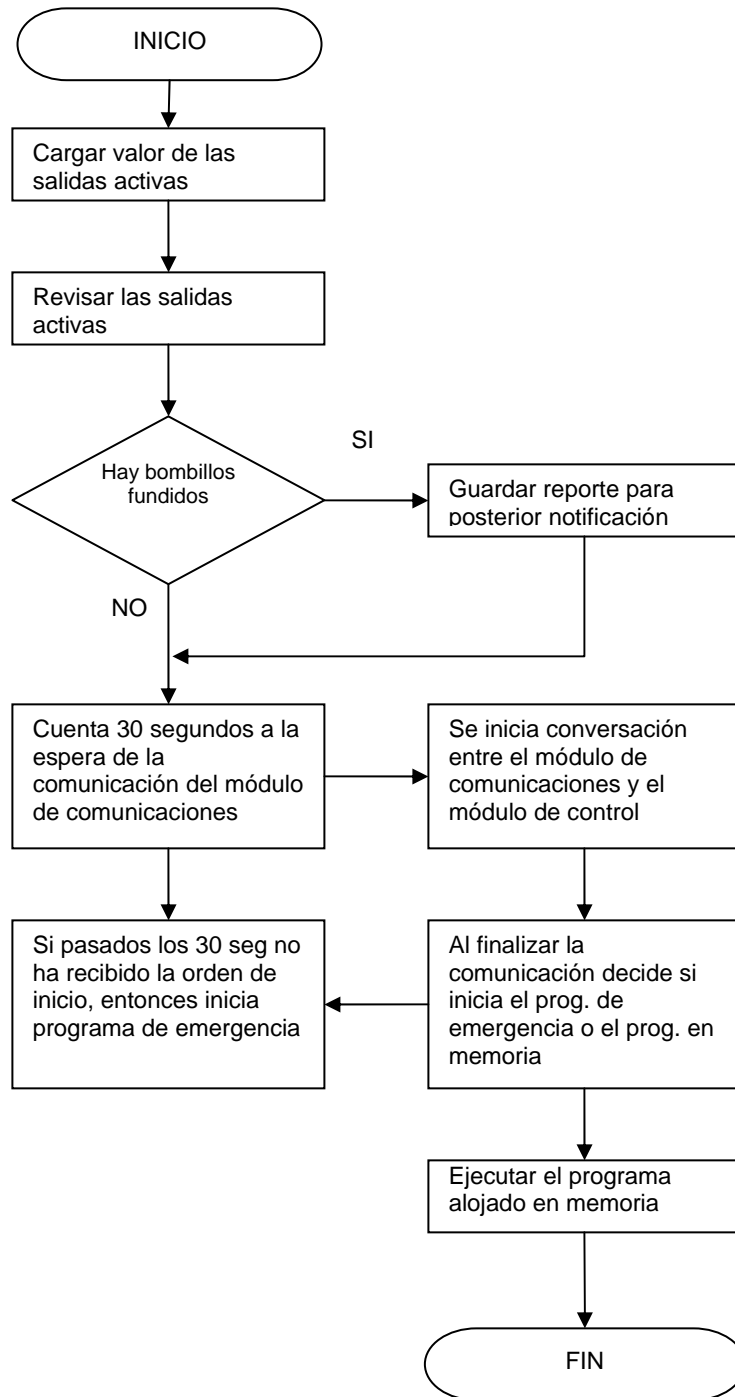 INICIO
Cargar valor de las
salidas activas
Revisar las salidas
activas
Hay bombillos
fundidos
SI
Guardar reporte para
posterior notificación
NO
Cuenta 30 segundos a la
espera de la
comunicación del módulo
de comunicaciones
Se inicia conversación
entre el módulo de
comunicaciones y el
módulo de control
Si pasados los 30 seg no
ha recibido la orden de
inicio, entonces inicia
programa de emergencia
Al finalizar la
comunicación decide si
inicia el prog. de
emergencia o el prog. en
memoria
Ejecutar el programa
alojado en memoria
FIN